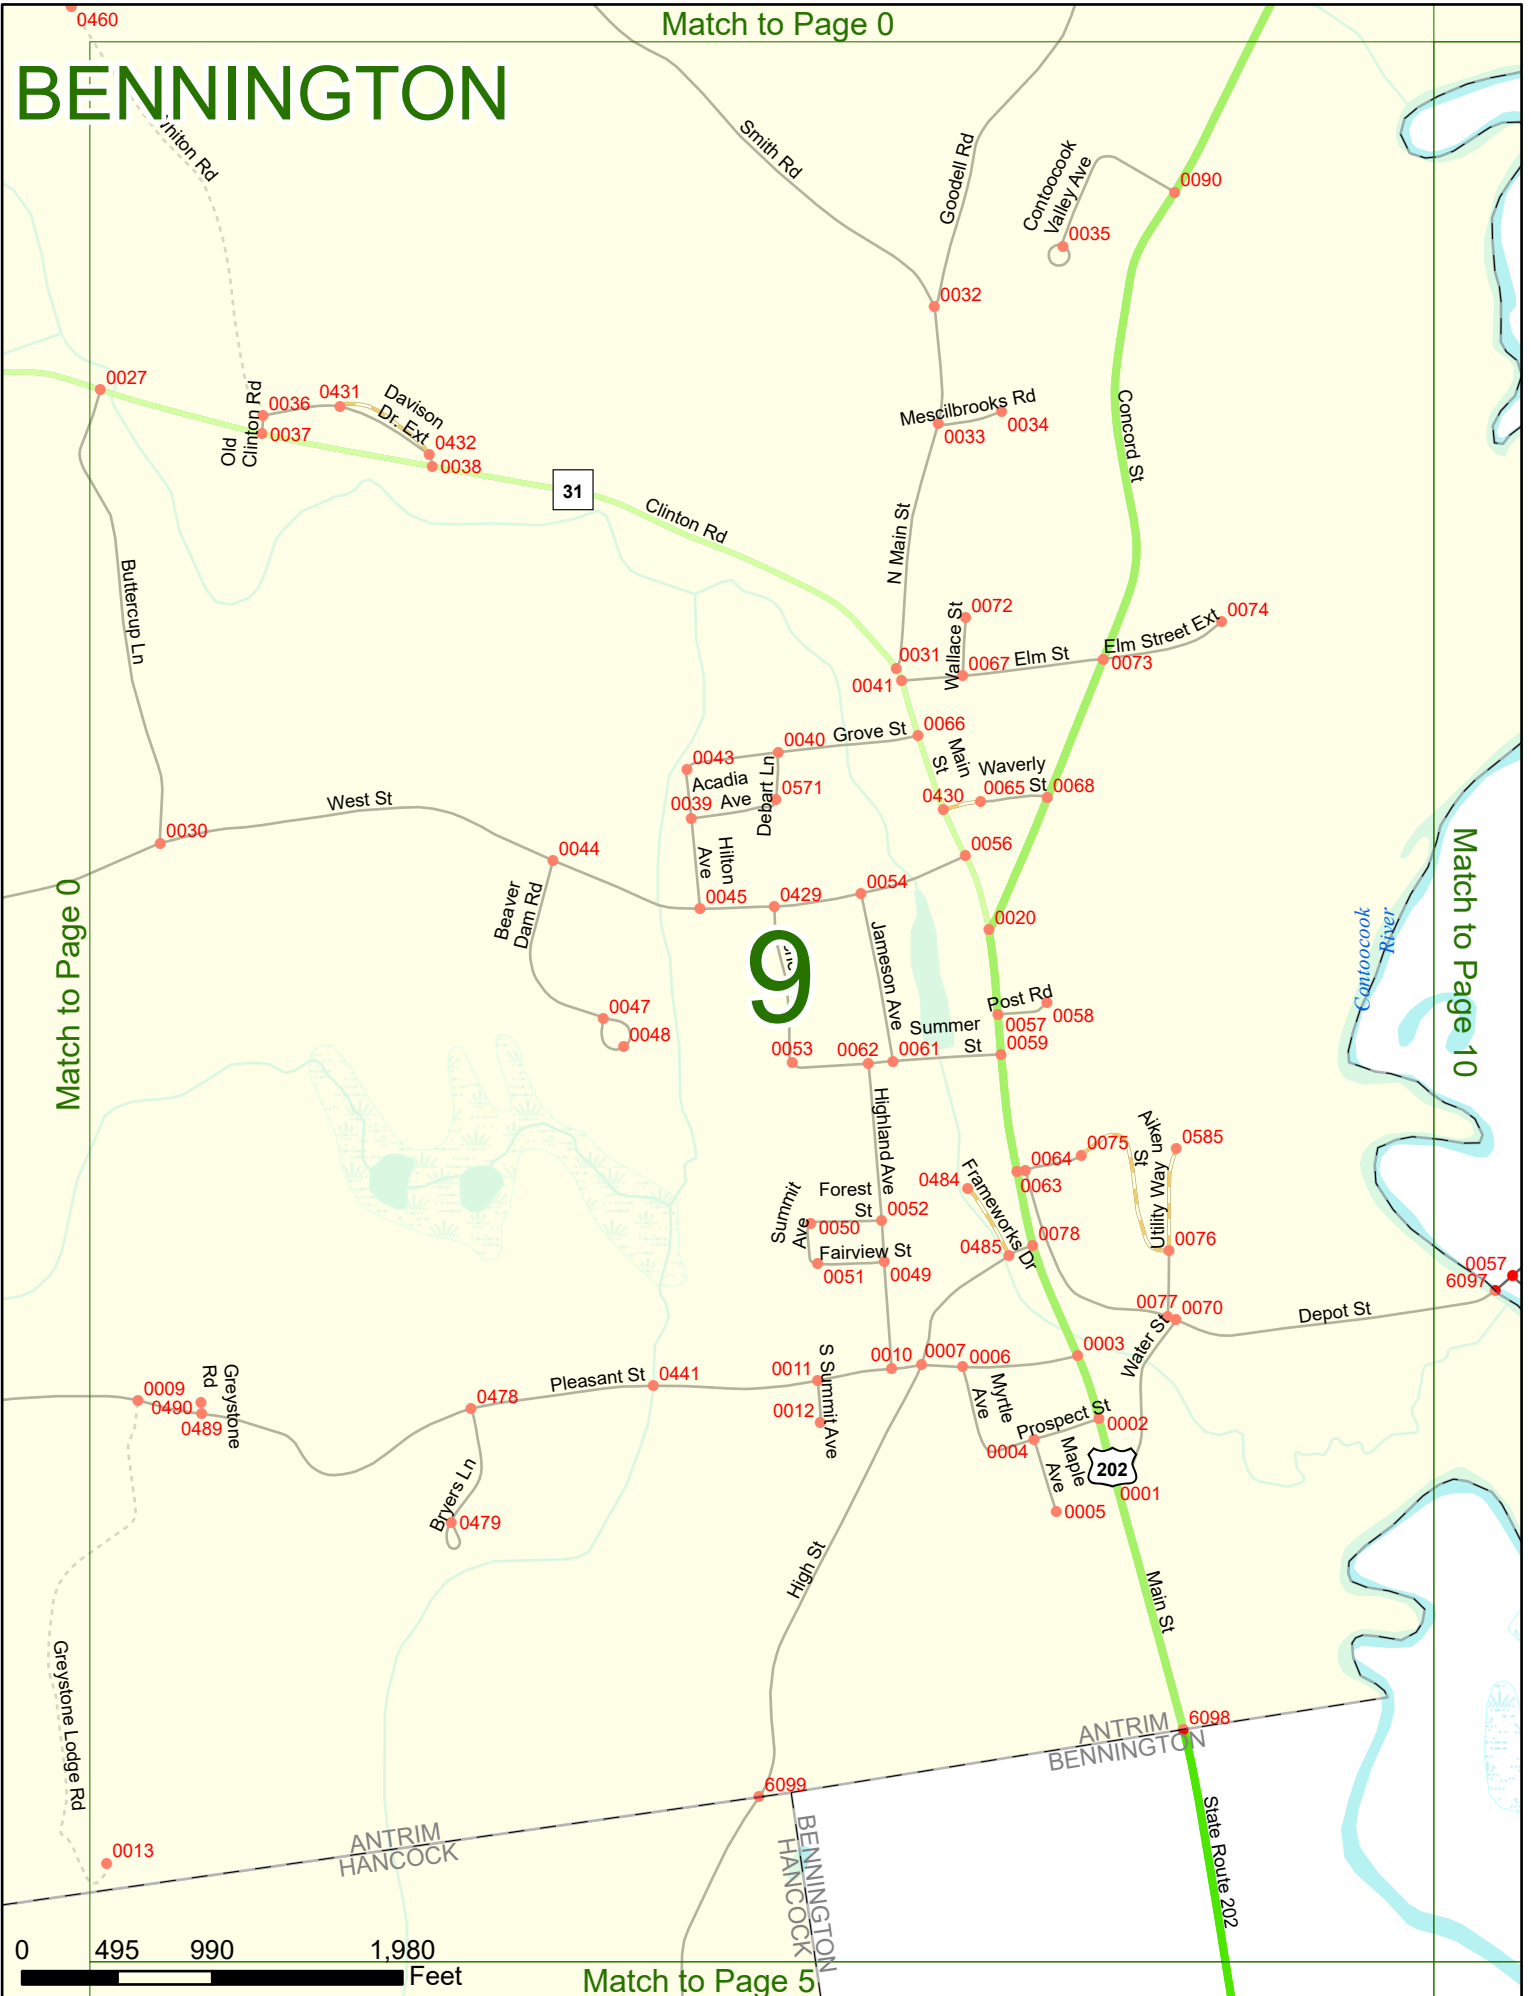 Match to Page 0
0460
BENNINGTON
Smith Rd
Goodell Rd
Contoocook
Valley Ave
0090
0035
0032
0027
0036
0431
Davison
Dr. Ext
Old
Clinton Rd
0037
0432
0038
31
Clinton Rd
Mescilbrooks Rd
0033
0034
Concord St
N Main St
Buttercup Ln
0072
0074
Wallace St
0031
0041
0067
Elm St
Elm Street Ext
0073
0066
Grove St
0040
0043
Acadia
Ave
Debart Ln
0571
0039
Main
St
Waverly
St
0065
0068
0430
West St
0030
0044
Hilton
Ave
0056
0054
0045
0429
Beaver
Dam Rd
0020
Match to Page 0
9
Jameson Ave
Contoocook
River
Match to Page 10
Post Rd
0058
0057
0047
0048
Summer
St
0053
0062
0061
0059
Highland Ave
Aiken
St
0585
0075
0064
0063
Utility Way
0484
Frameworks Dr
Summit
Ave
Forest
St
0052
0050
Fairview St
0051
0049
0485
0078
0076
0057
6097
0077
0070
Depot St
Water St
0003
0007
0006
0010
0011
S Summit Ave
0012
Pleasant St
0441
0478
0009
0490
0489
Greystone
Rd
Myrtle
Ave
Prospect St
0002
0004
Maple
Ave
202
0001
0005
Bryers Ln
0479
High St
Main St
Greystone Lodge Rd
6098
ANTRIM
BENNINGTON
6099
State Route 202
0013
ANTRIM
HANCOCK
BENNINGTON
HANCOCK
0 495 990 1,980
Feet
Match to Page 5